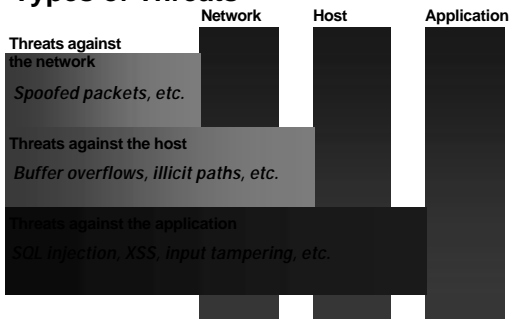 Types of Threats
Network Host Application
Threats against
the network
Spoofed packets, etc.
Threats against the host
Buffer overflows, illicit paths, etc.
Threats against the application
SQL injection, XSS, input tampering, etc.